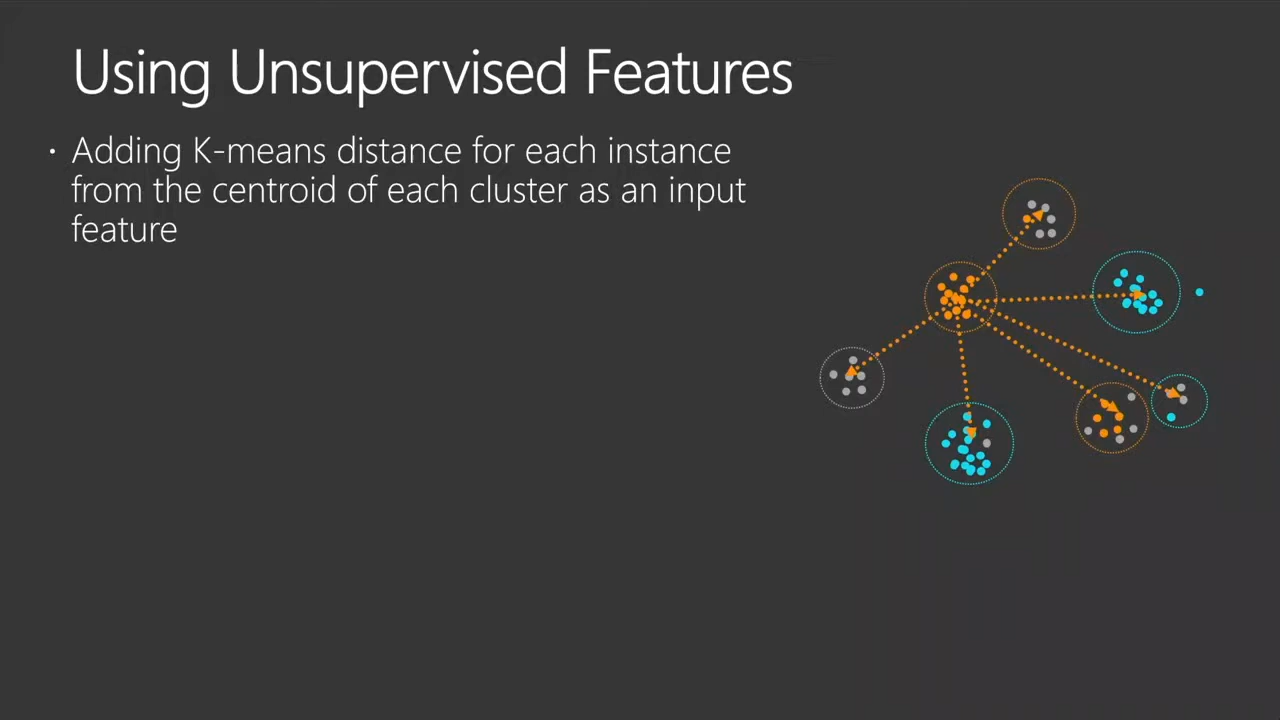 Using Unsupervised Features
· Adding K-means distance for each instance
from the centroid of each cluster as an input
feature